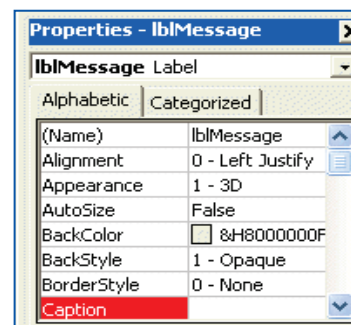 Properties - lblMessage
lblMessage Label
Alphabetic Categorized
(Name) lblMessage
Alignment 0 - Left Justify
Appearance 1 - 3D
AutoSize False
BackColor &H8000000F
BackStyle 1 - Opaque
BorderStyle 0 - None
Caption